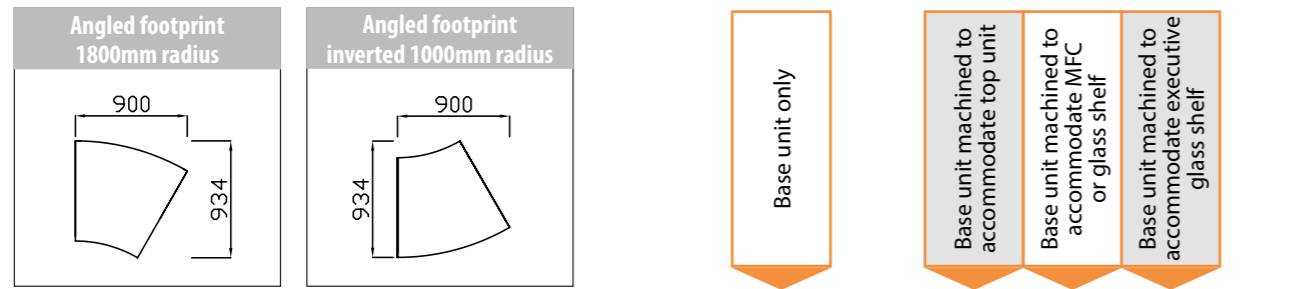 Angled footprint
1800mm radius
900
934
Angled footprint
inverted 1000mm radius
900
934
Base unit only
Base unit machined to
accommodate top unit
Base unit machined to
accommodate MFC
or glass shelf
Base unit machined to
accommodate executive
glass shelf